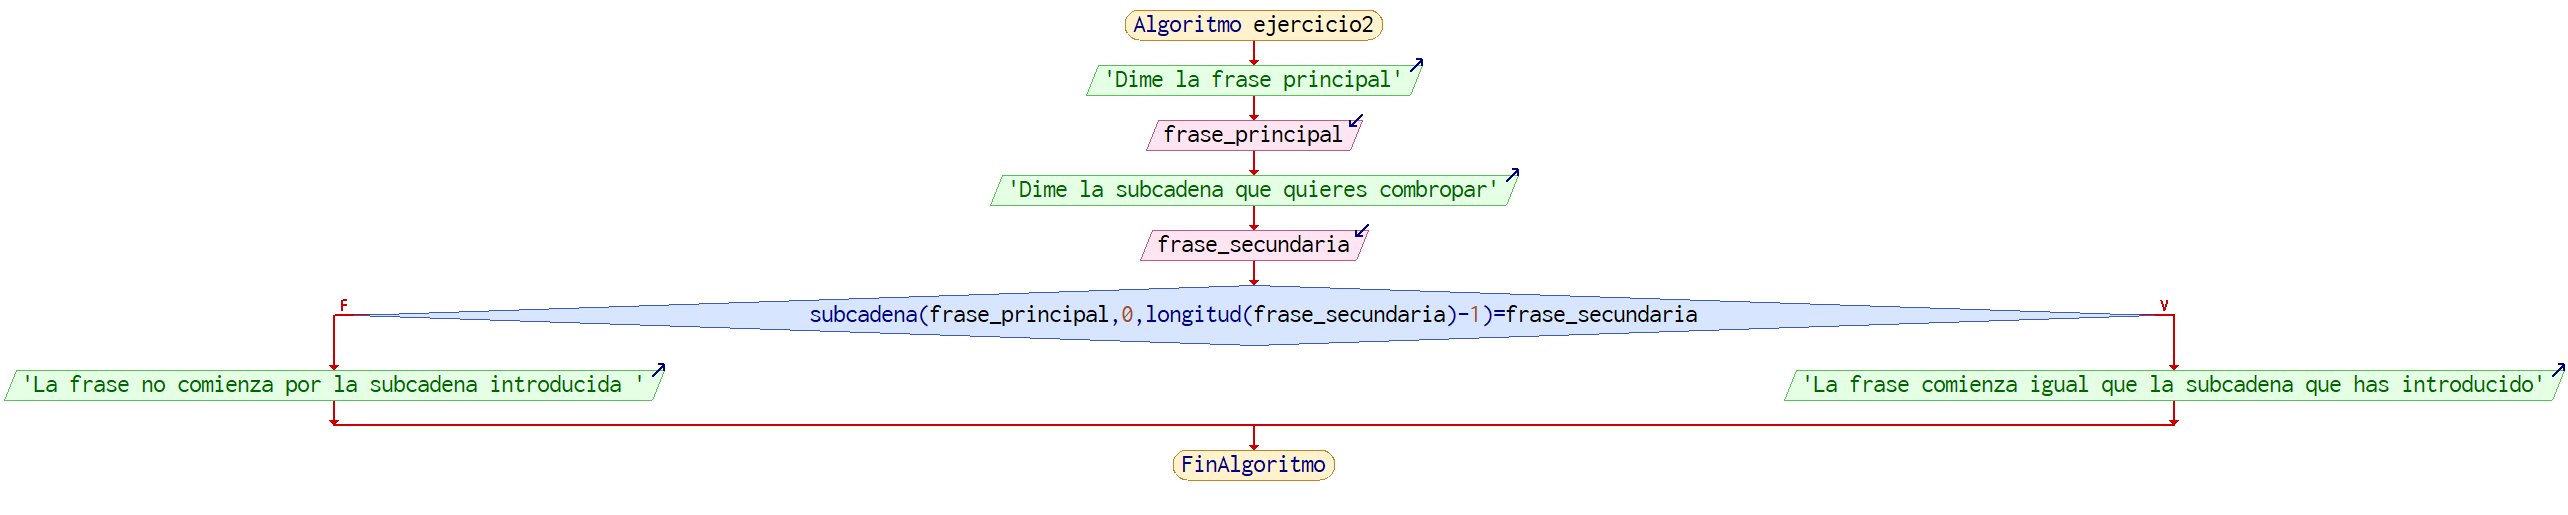 Algoritmo ejercicio2
'Dime la frase principal'
frase_principal
'Dime la subcadena que quieres combropar'
frase_secundaria
F
subcadena(frase_principal,0,longitud(frase_secundaria)-1)=frase_secundaria
V
'La frase no comienza por la subcadena introducida '
'La frase comienza igual que la subcadena que has introducido'
FinAlgoritmo